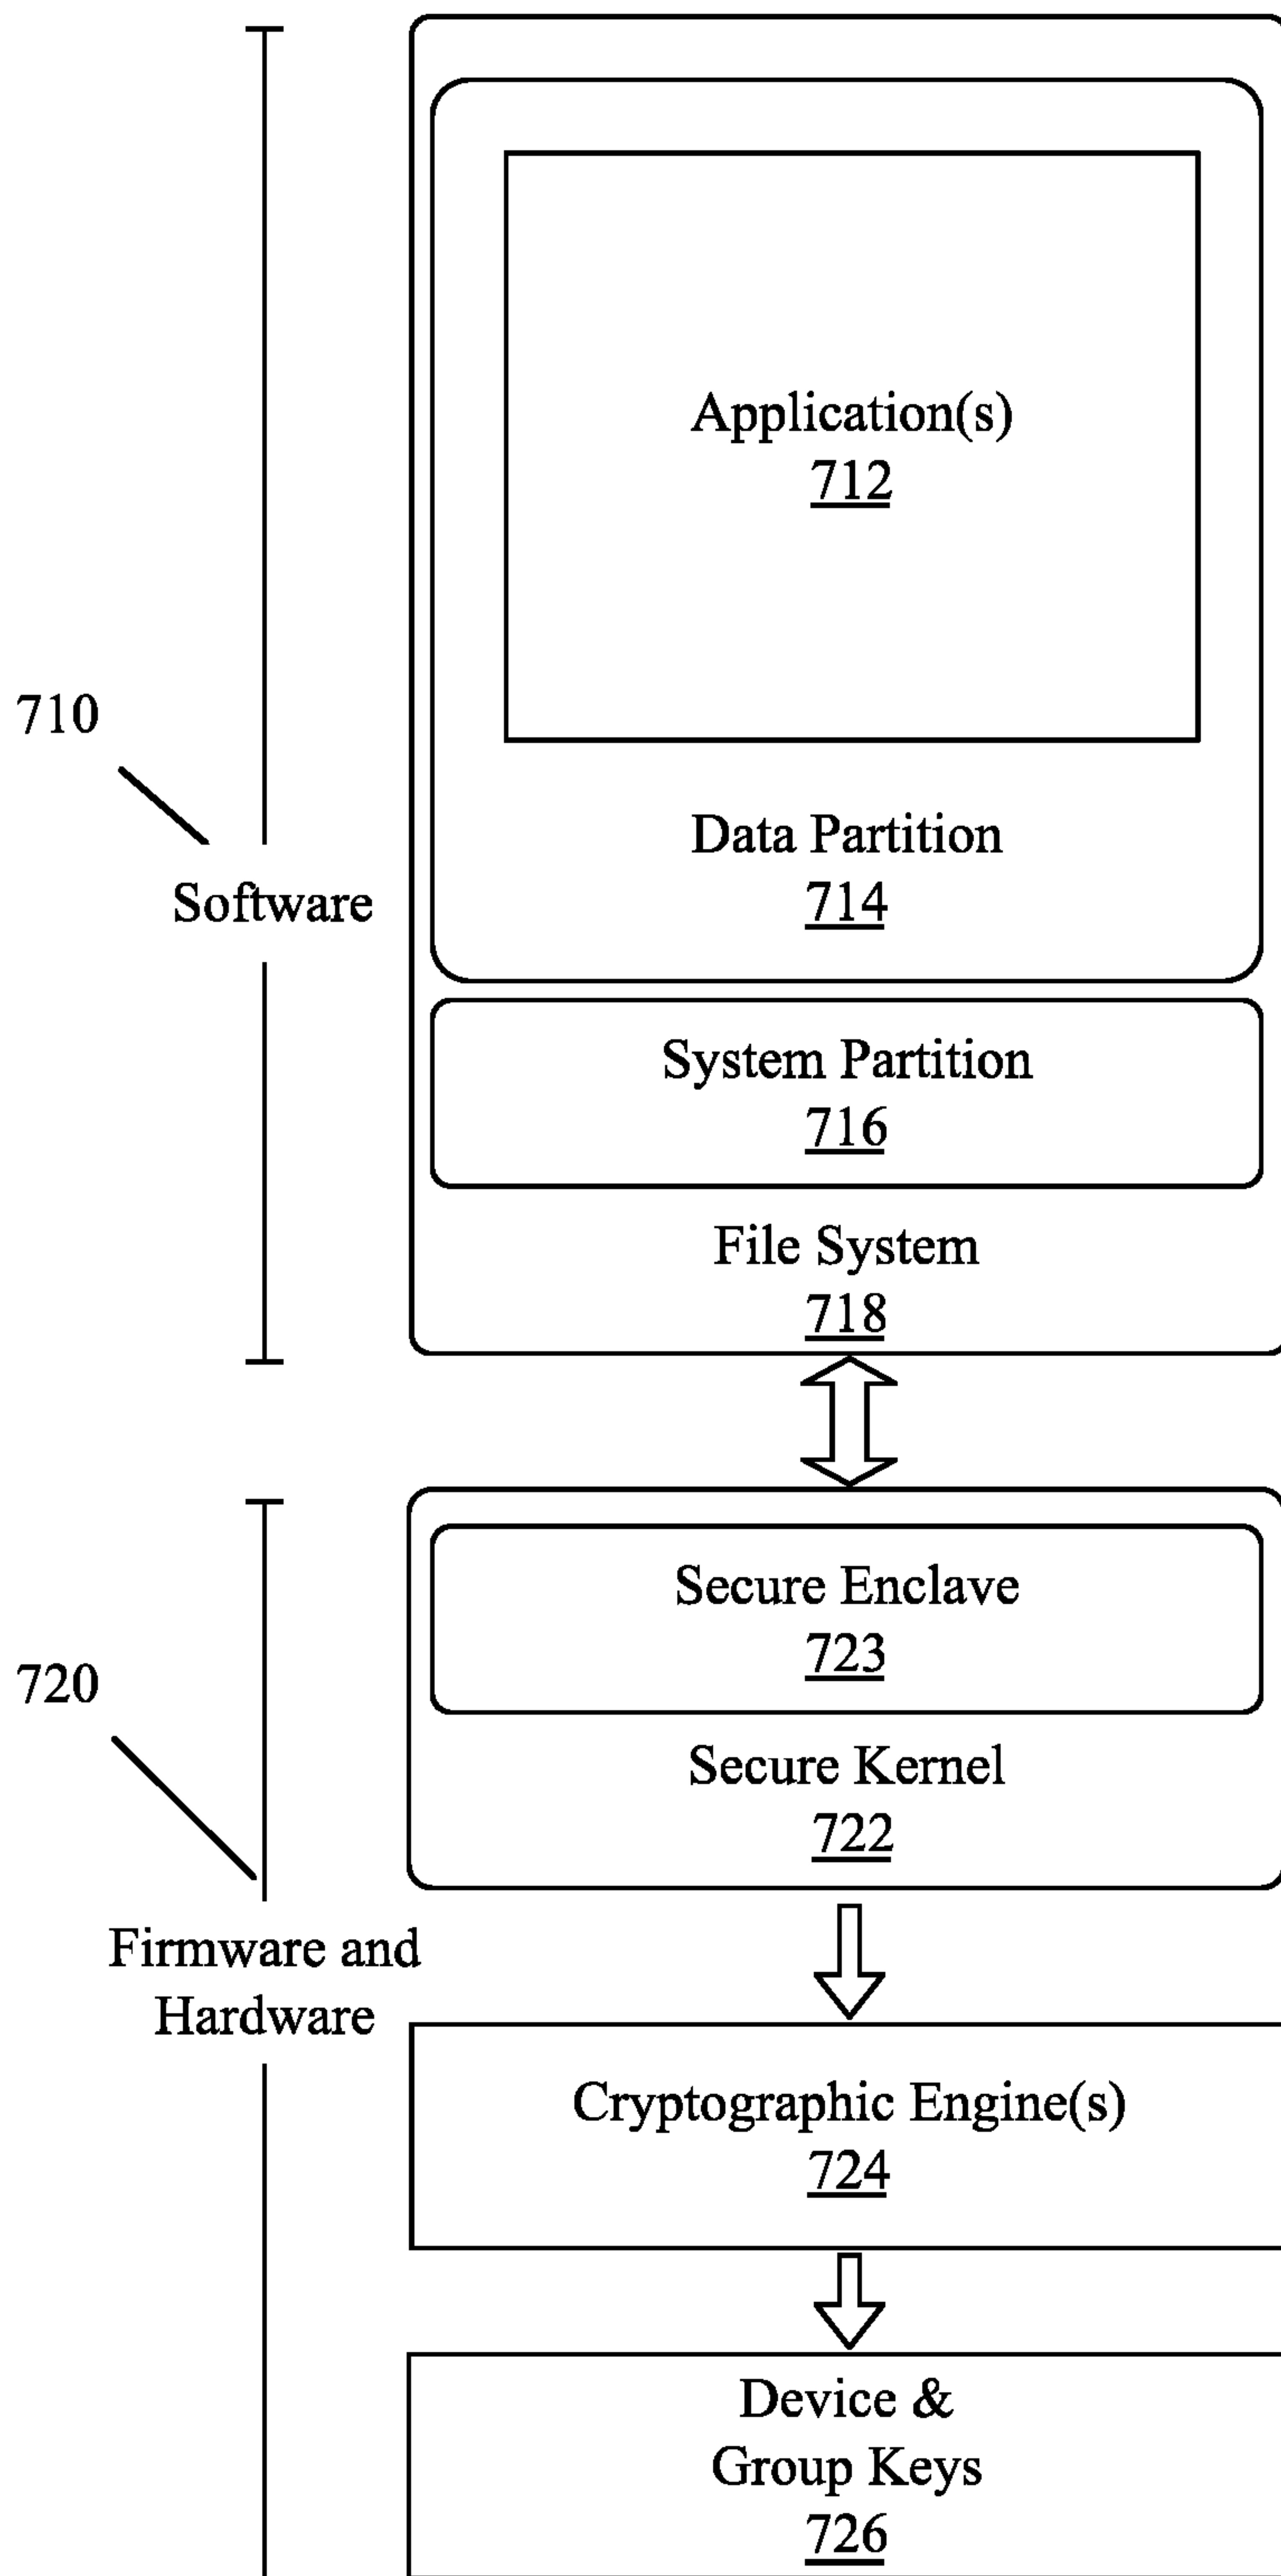 Application(s)
712
710
Data Partition
714
Software
System Partition
716
File System
718
Secure Enclave
723
720
Secure Kernel
722
Firmware and
Hardware
Cryptographic Engine(s)
724
Device &
Group Keys
726